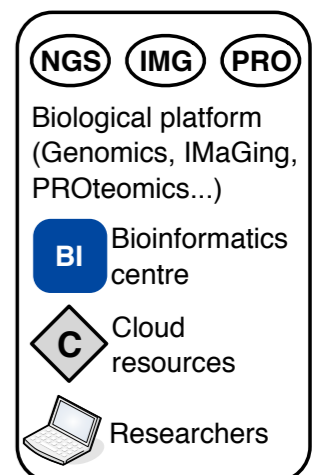 NGS IMG PRO
Biological platform
(Genomics, IMaGing,
PROteomics...)
BI Bioinformatics
centre
C Cloud
resources
Researchers